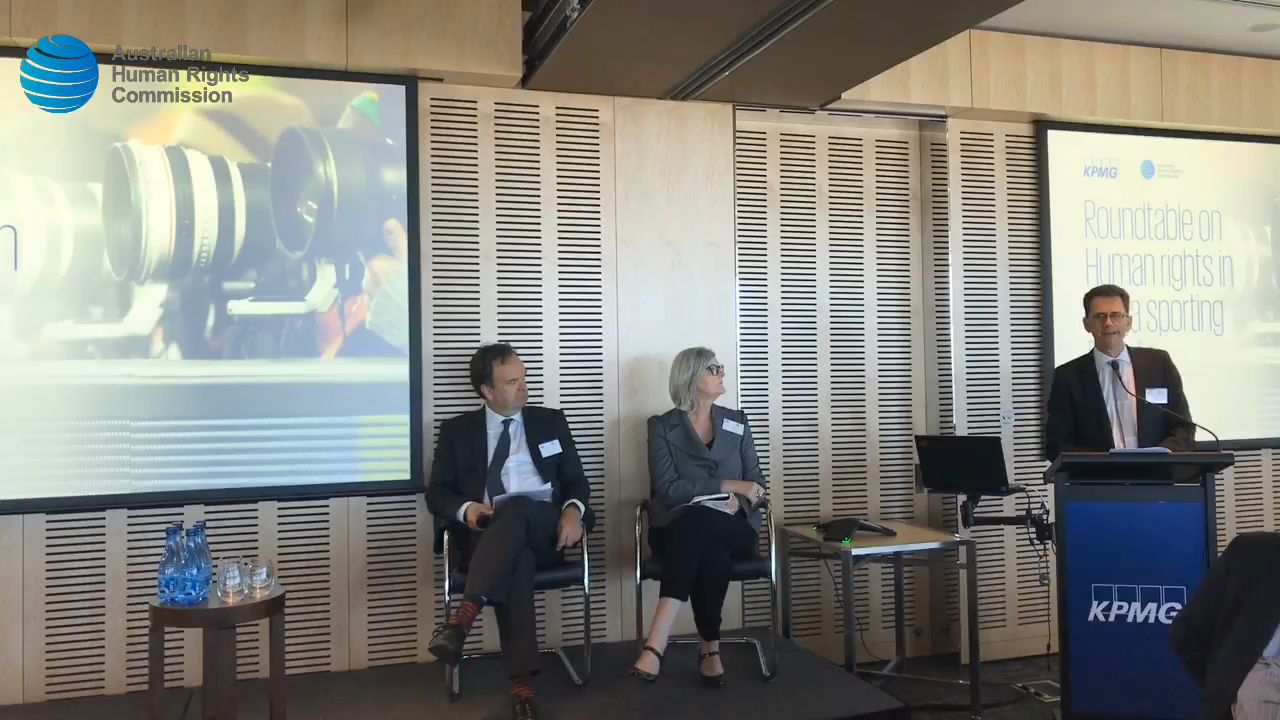 Australian
Human Rights
Commission
n
KPMG
Roundtable on
Human rights in
a sporting
KPMG